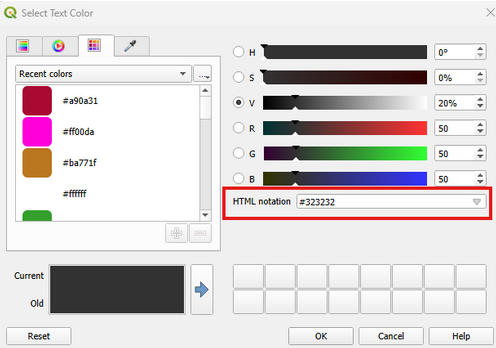 Select Text Color
Recent colors
...
#a90a31
#ff00da
#ba771f
#ffffff
H 0°
S 0%
V 20%
R 50
G 50
B 50
HTML notation #323232
Current
Old
Reset
OK
Cancel
Help